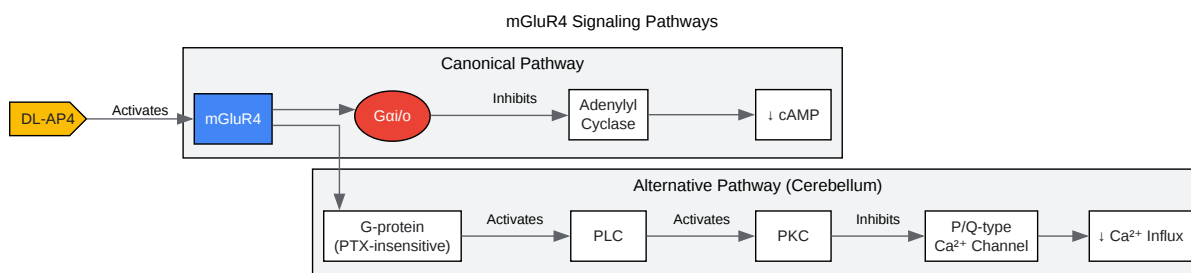 mGluR4 Signaling Pathways
Canonical Pathway
DL-AP4
Activates
mGluR4
Gαi/o
Inhibits
Adenylyl
Cyclase
↓ cAMP
Alternative Pathway (Cerebellum)
G-protein
(PTX-insensitive)
Activates
PLC
Activates
PKC
Inhibits
P/Q-type
Ca²⁺ Channel
↓ Ca²⁺ Influx